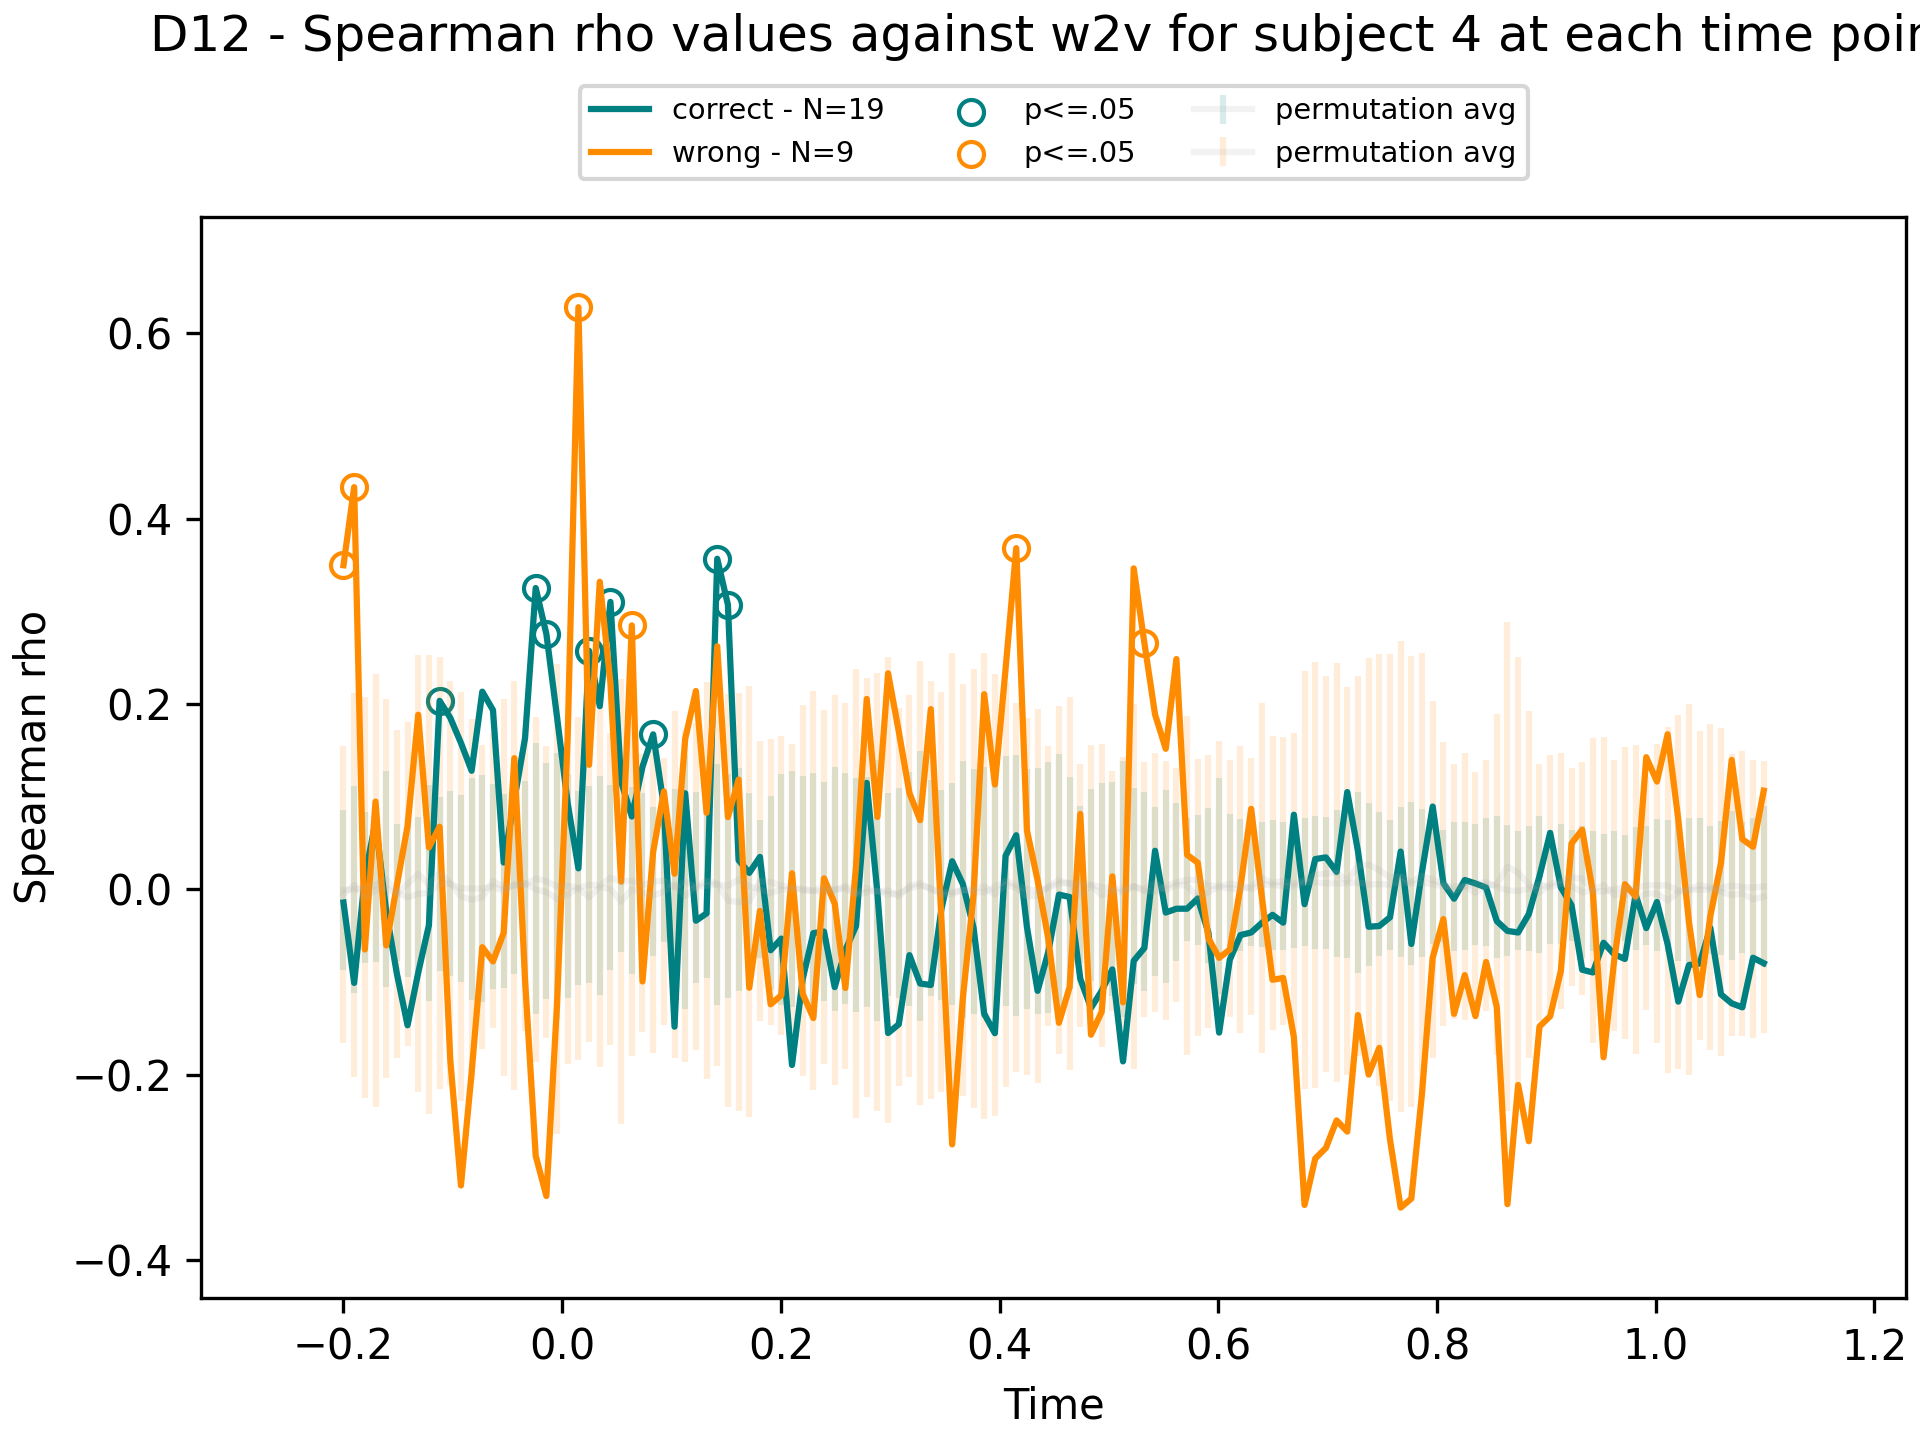 D12 - Spearman rho values against w2v for subject 4 at each time poin
correct - N=19
wrong - N=9
p<=.05
p<=.05
permutation avg
permutation avg
Spearman rho
0.6
0.4
0.2
0.0
−0.2
−0.4
−0.2 0.0 0.2 0.4 0.6 0.8 1.0 1.2
Time